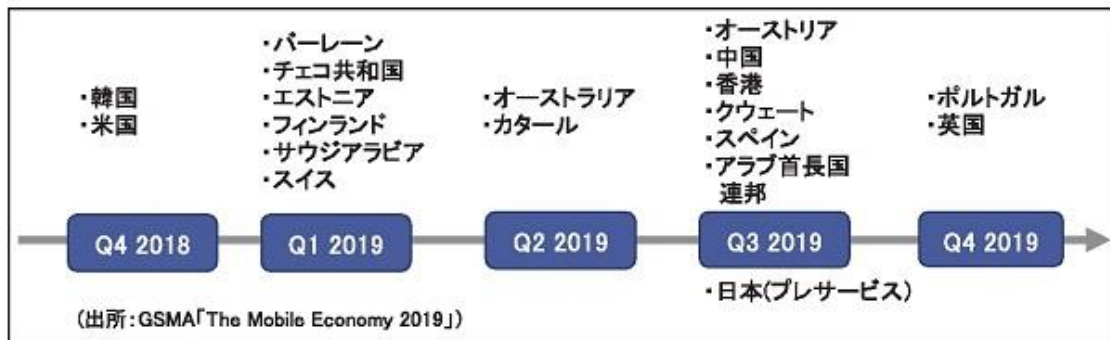 ・韓国
・米国
・バーレーン
・チェコ共和国
・エストニア
・フィンランド
・サウジアラビア
・スイス
・オーストラリア
・カタール
・オーストリア
・中国
・香港
・クウェート
・スペイン
・アラブ首長国
連邦
・ポルトガル
・英国
Q4 2018
Q1 2019
Q2 2019
Q3 2019
Q4 2019
・日本(プレサービス)
(出所:GSMA「The Mobile Economy 2019」)